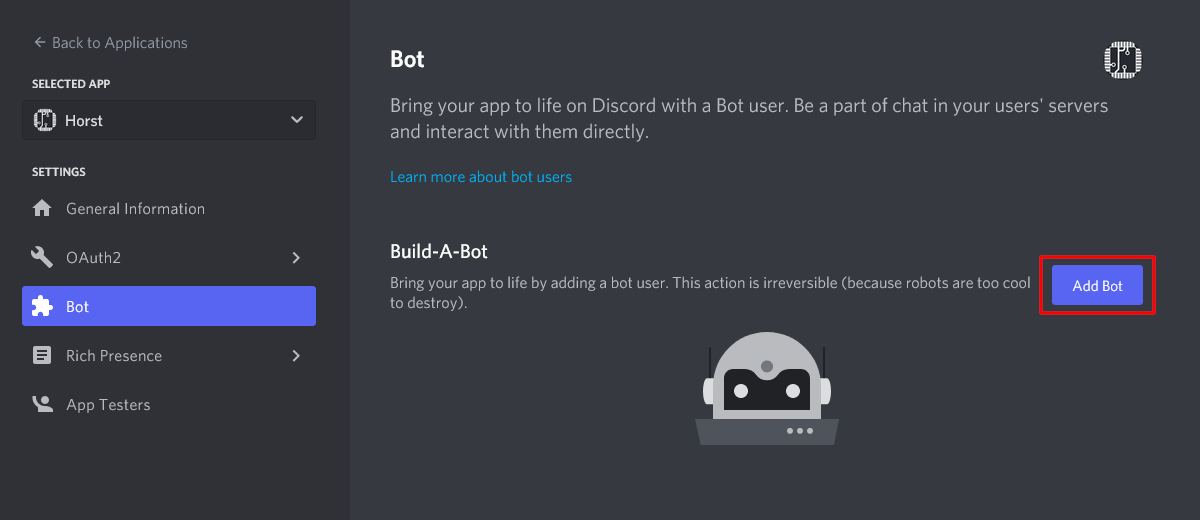 Back to Applications
SELECTED APP
Horst
SETTINGS
General Information
OAuth2
Bot
Rich Presence
App Testers
Bot
Bring your app to life on Discord with a Bot user. Be a part of chat in your users' servers
and interact with them directly.
Learn more about bot users
Build-A-Bot
Bring your app to life by adding a bot user. This action is irreversible (because robots are too cool
to destroy).
Add Bot